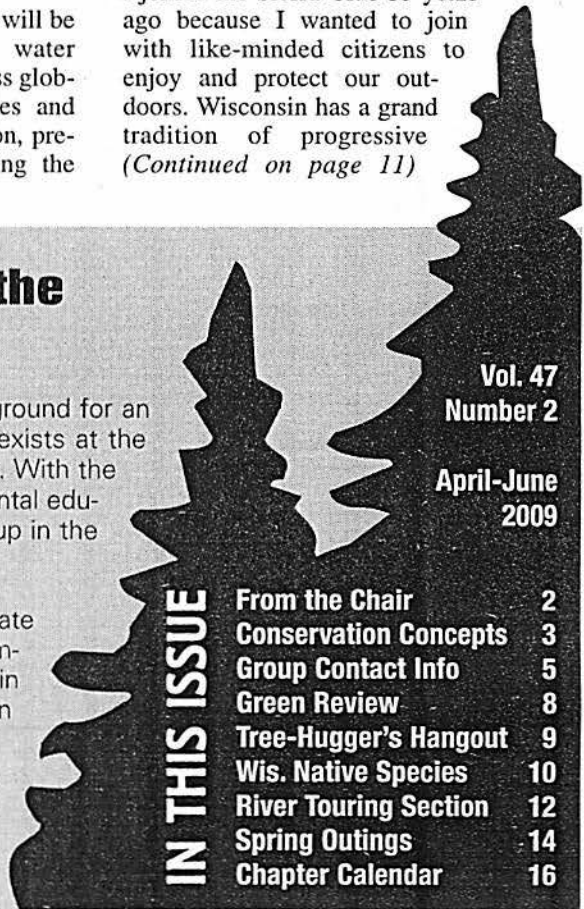 will be
water
ss glob-
es and
on, pre-
ng the
ago because I wanted to join
with like-minded citizens to
enjoy and protect our out-
doors. Wisconsin has a grand
tradition of progressive
(Continued on page 11)
the
ground for an
exists at the
. With the
ntal edu-
up in the
ate
m-
in
n
Vol. 47
Number 2
April-June
2009
IN THIS ISSUE
From the Chair 2
Conservation Concepts 3
Group Contact Info 5
Green Review 8
Tree-Hugger's Hangout 9
Wis. Native Species 10
River Touring Section 12
Spring Outings 14
Chapter Calendar 16